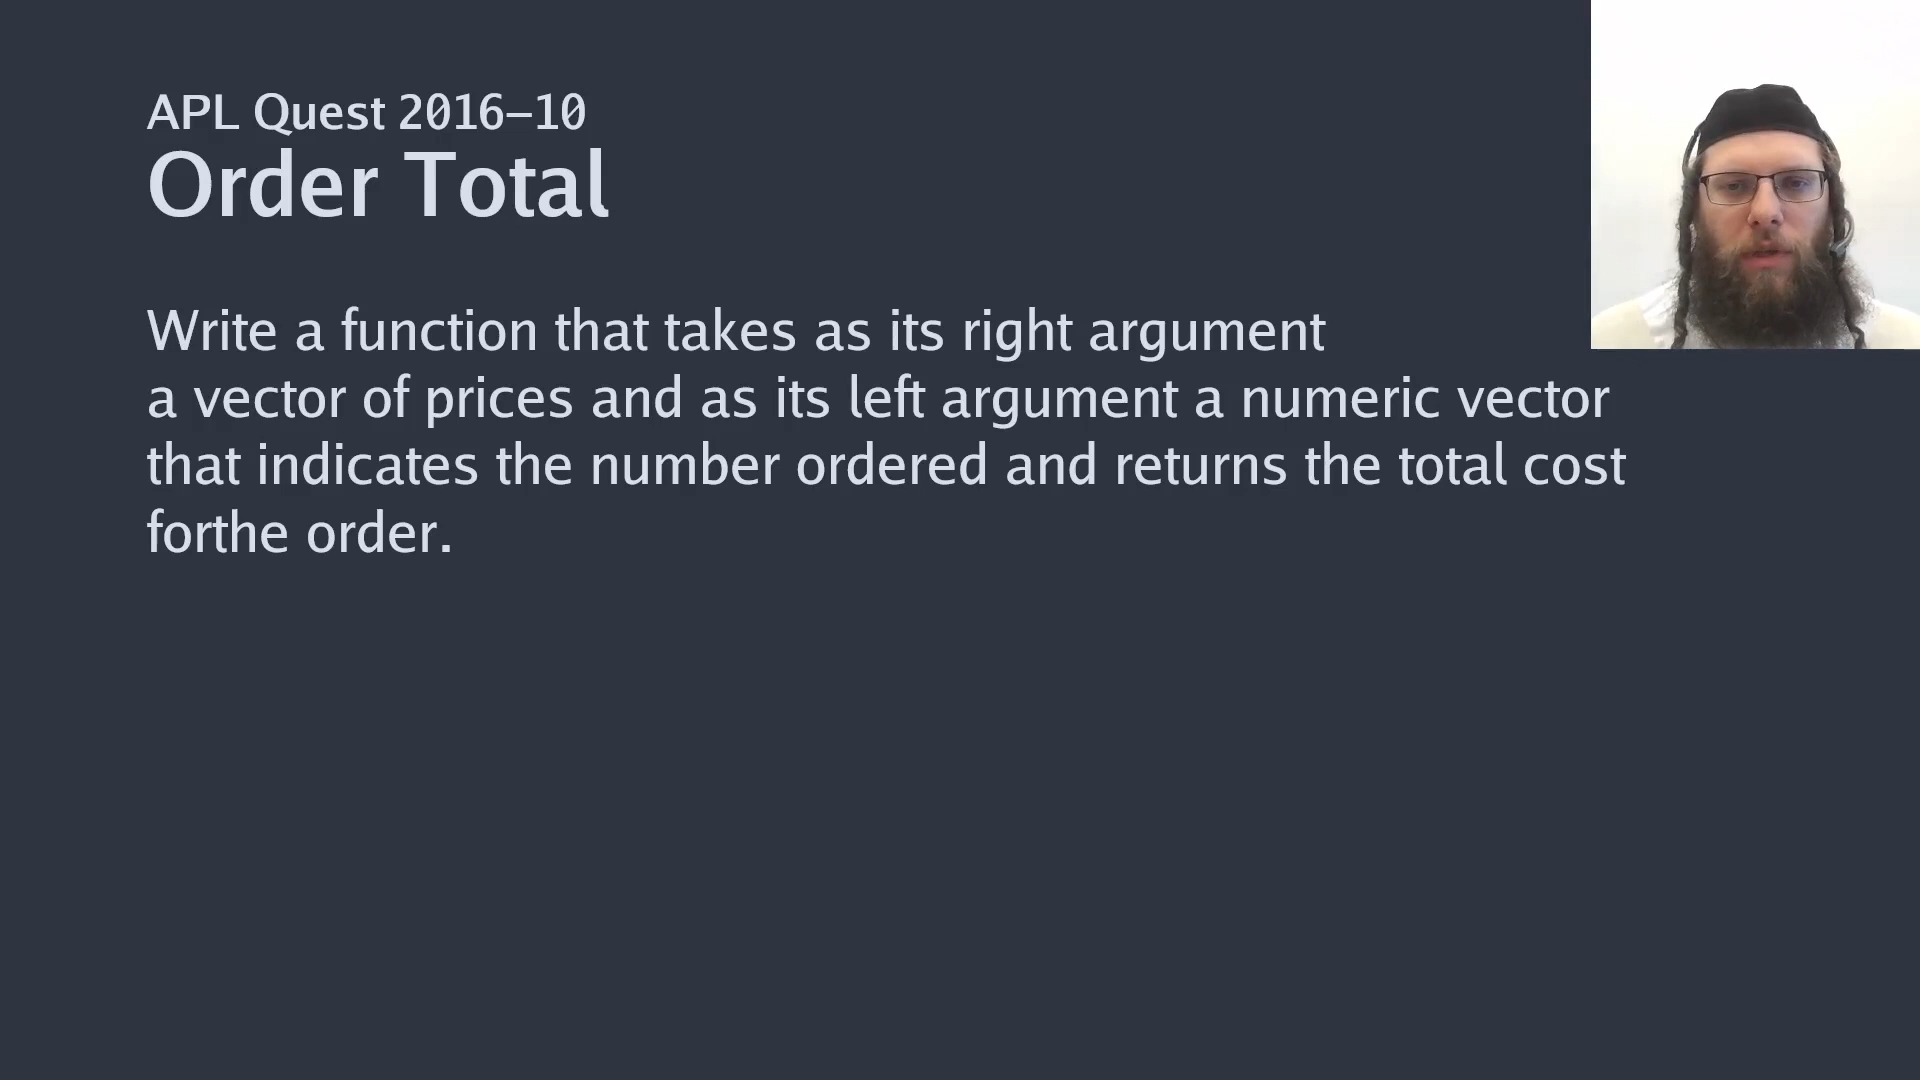 APL Quest 2016–10
Order Total
Write a function that takes as its right argument
a vector of prices and as its left argument a numeric vector
that indicates the number ordered and returns the total cost
forthe order.